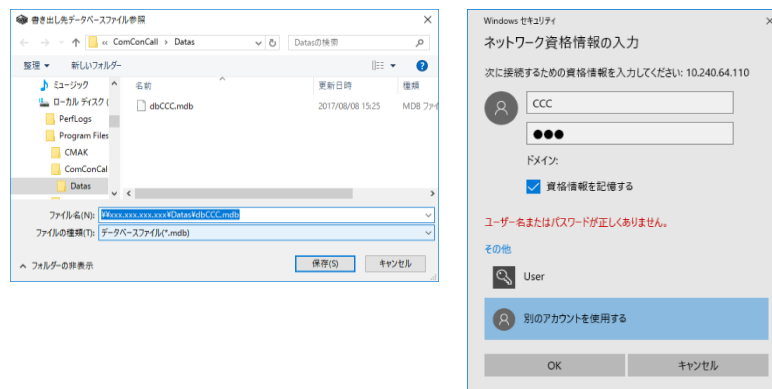 書き出し先データベースファイル参照
« ComConCall › Datas
Datasの検索
整理 新しいフォルダー
ミュージック
ローカル ディスク (
PerfLogs
Program Files
CMAK
ComConCal
Datas
名前 更新日時 種類
dbCCC.mdb 2017/08/08 15:25 MDB ファイ
ファイル名(N): ¥¥xxx.xxx.xxx.xxx¥Datas¥dbCCC.mdb
ファイルの種類(T): データベースファイル(*.mdb)
フォルダーの非表示
保存(S) キャンセル
Windows セキュリティ
ネットワーク資格情報の入力
次に接続するための資格情報を入力してください: 10.240.64.110
CCC
●●●
ドメイン:
資格情報を記憶する
ユーザー名またはパスワードが正しくありません。
その他
User
別のアカウントを使用する
OK キャンセル